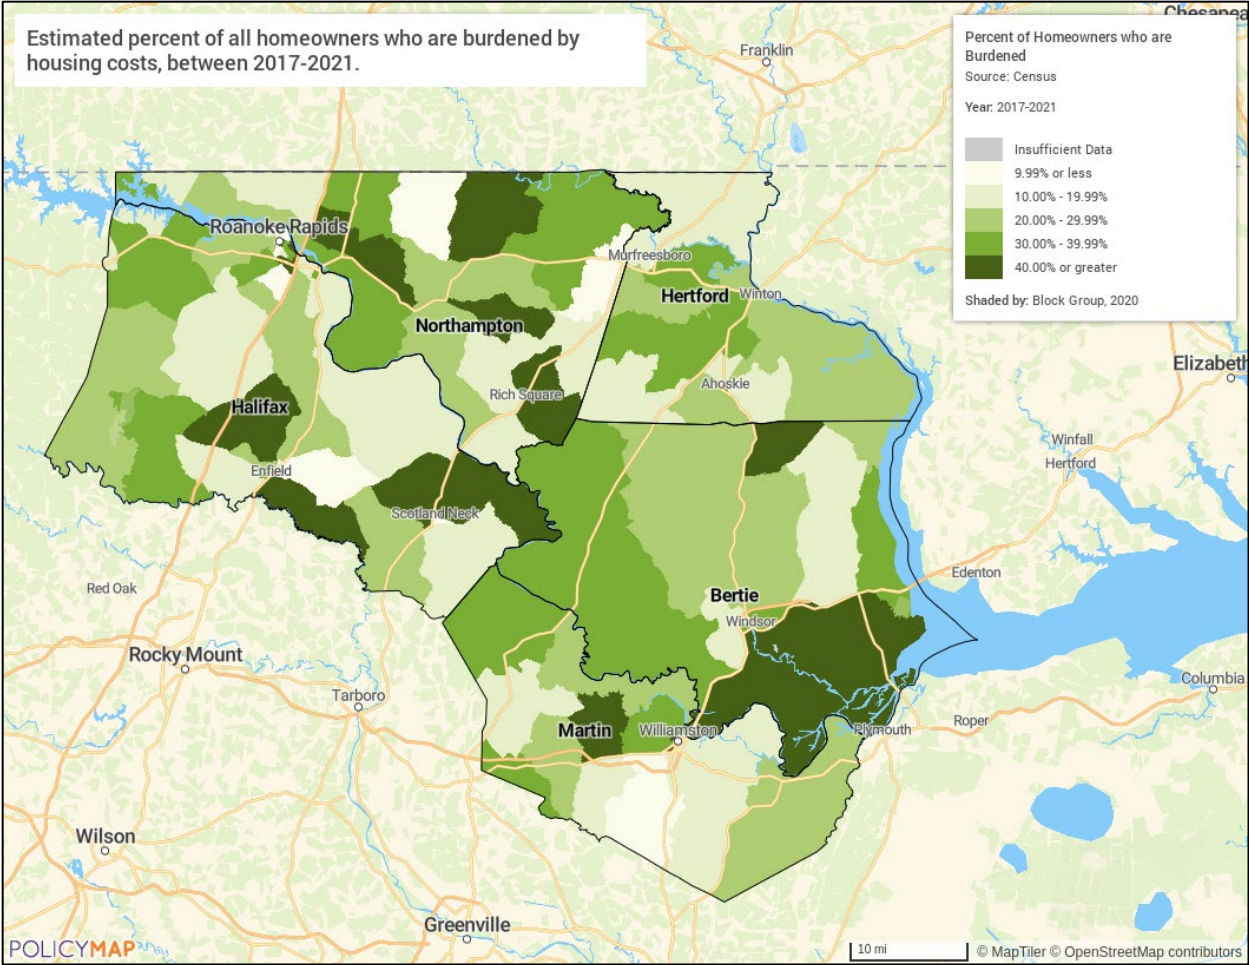 Estimated percent of all homeowners who are burdened by
housing costs, between 2017-2021.
Percent of Homeowners who are
Burdened
Source: Census
Year: 2017-2021
Insufficient Data
9.99% or less
10.00% - 19.99%
20.00% - 29.99%
30.00% - 39.99%
40.00% or greater
Shaded by: Block Group, 2020
Chesapea
Franklin
Roanoke Rapids
Murfreesboro
Hertford
Winton
Northampton
Elizabeth
Ahoskie
Rich Square
Halifax
Winfall
Hertford
Enfield
Scotland Neck
Edenton
Red Oak
Bertie
Windsor
Rocky Mount
Columbia
Tarboro
Roper
Martin
Williamston
Plymouth
Wilson
Greenville
POLICYMAP
10 mi
© MapTiler © OpenStreetMap contributors